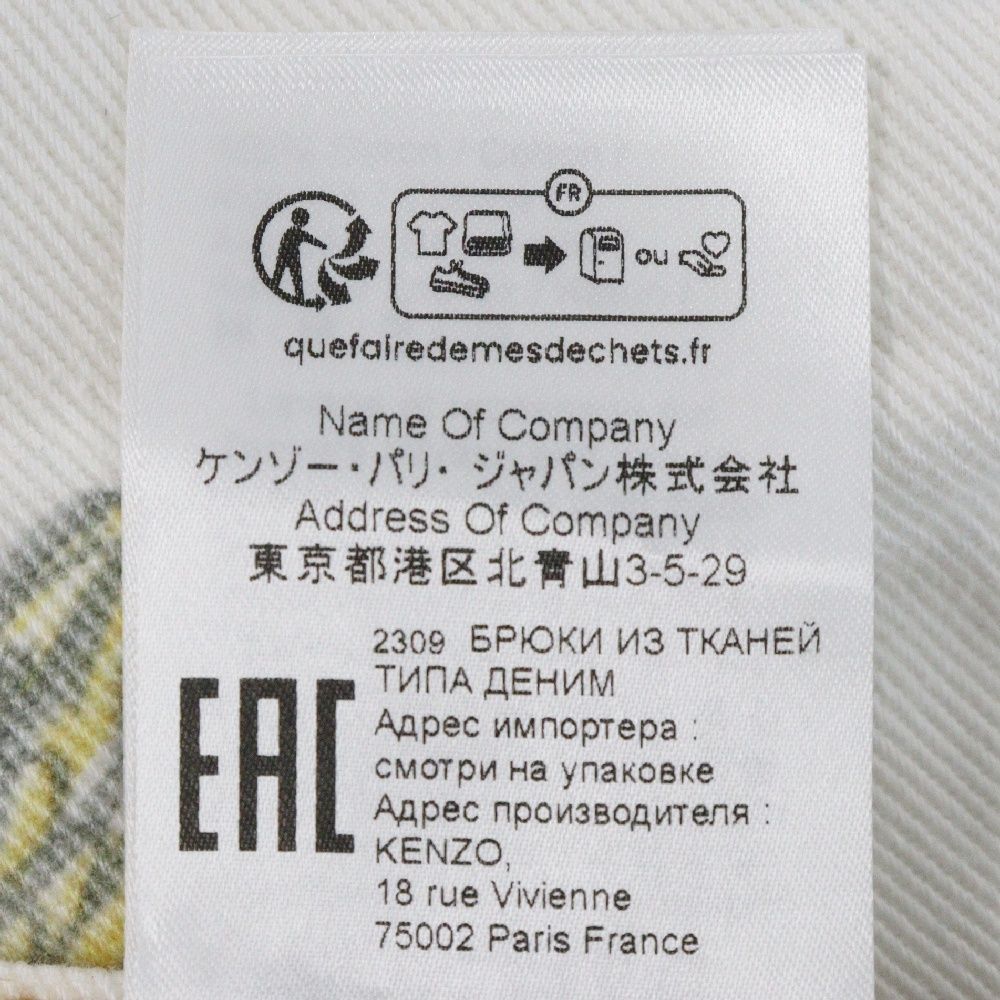 FR
ou
quefairedemesdechets.fr
Name Of Company
ケンゾー・パリ・ジャパン株式会社
Address Of Company
東京都港区北青山3-5-29
2309 БРЮКИ ИЗ ТКАНЕЙ
ТИПА ДЕНИМ
EAC
Адрес импортера :
смотри на упаковке
Адрес производителя :
KENZO,
18 rue Vivienne
75002 Paris France